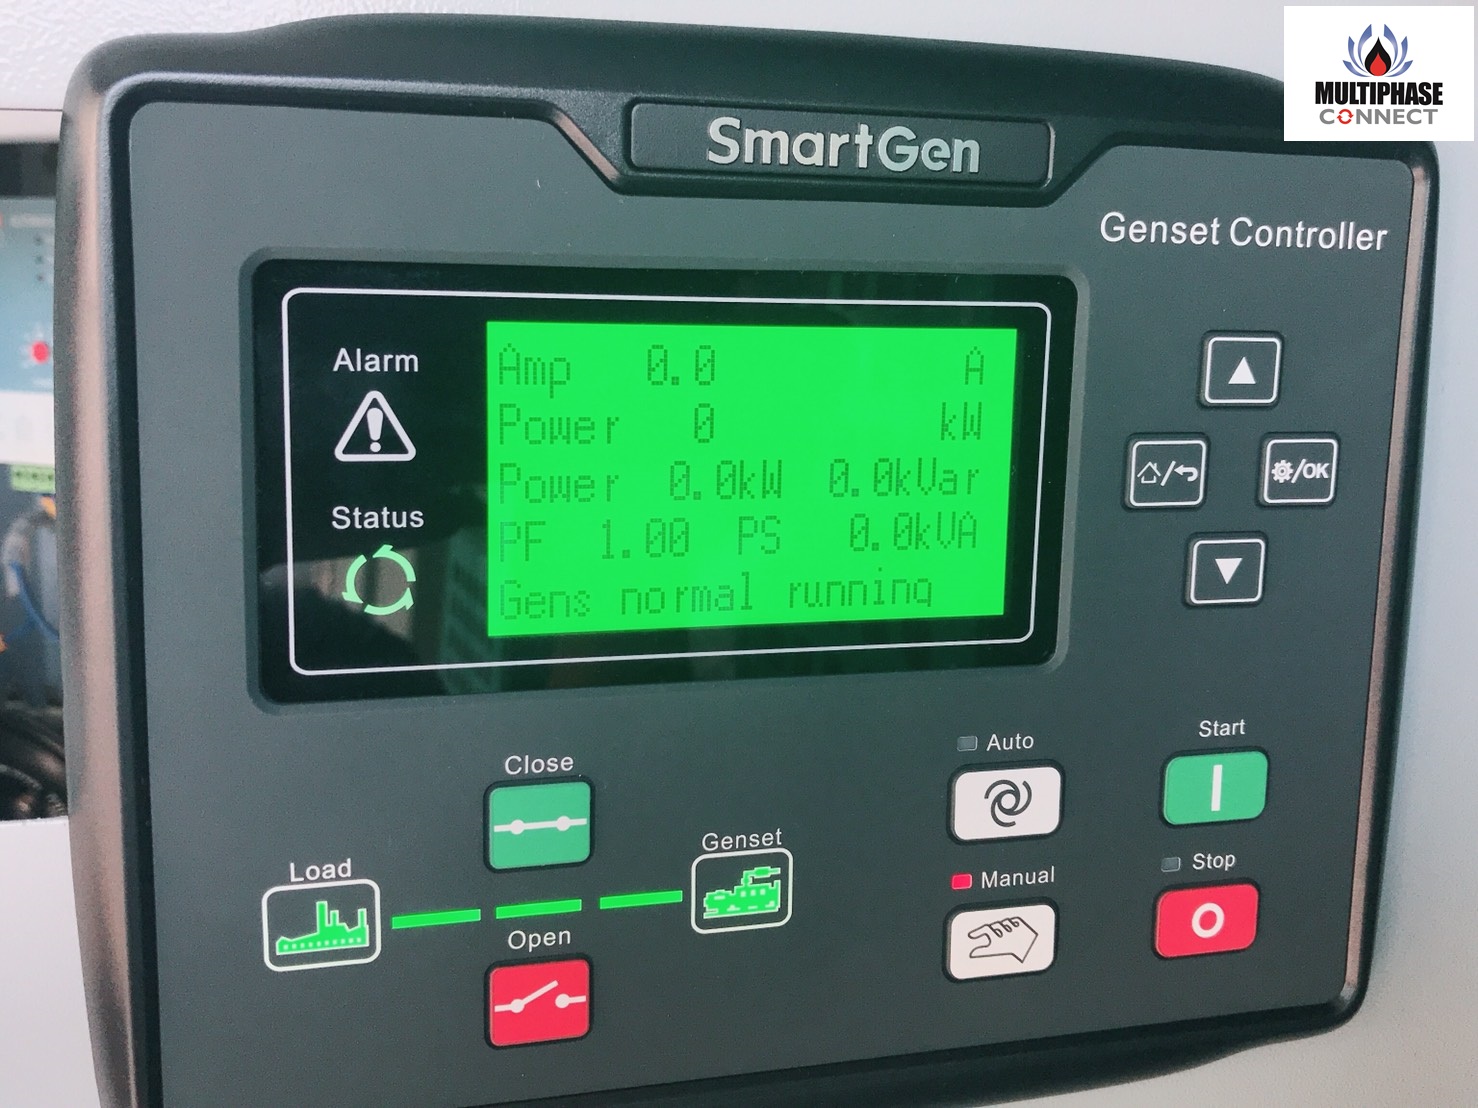 MULTIPHASE
CONNECT
SmartGen
Genset Controller
Alarm
Status
Amp 0.0 A
Power 0 kW
Power 0.0kW 0.0kVar
PF 1.00 PS 0.0kVA
Gens normal running
/OK
Close
Load
Genset
Open
Auto
Start
Manual
Stop